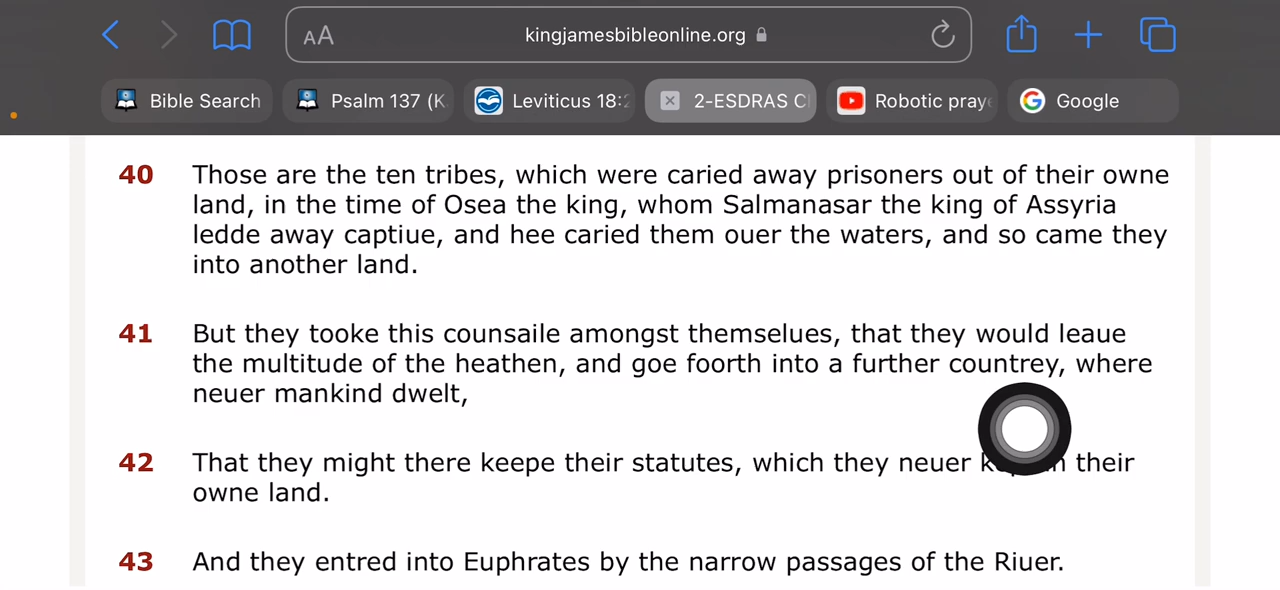 AA kingjamesbibleonline.org
Bible Search Psalm 137 (K Leviticus 18:2 2-ESDRAS C Robotic praye Google
40 Those are the ten tribes, which were caried away prisoners out of their owne
land, in the time of Osea the king, whom Salmanasar the king of Assyria
ledde away captiue, and hee caried them ouer the waters, and so came they
into another land.
41 But they tooke this counsaile amongst themselues, that they would leaue
the multitude of the heathen, and goe foorth into a further countrey, where
neuer mankind dwelt,
42 That they might there keepe their statutes, which they neuer their
owne land.
43 And they entred into Euphrates by the narrow passages of the Riuer.